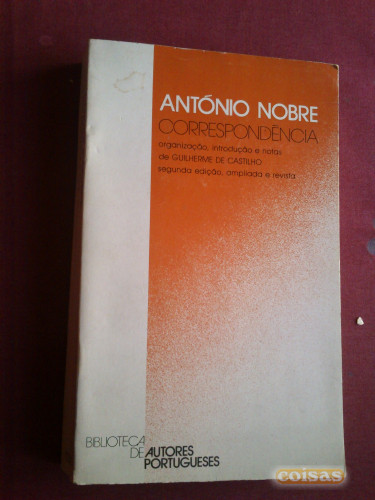 ANTÓNIO NOBRE
CORRESPONDÊNCIA
organização, introdução e notas
de GUILHERME DE CASTILHO
segunda edição, ampliada e revista
BIBLIOTECA
DE AUTORES
PORTUGUESES
coisas